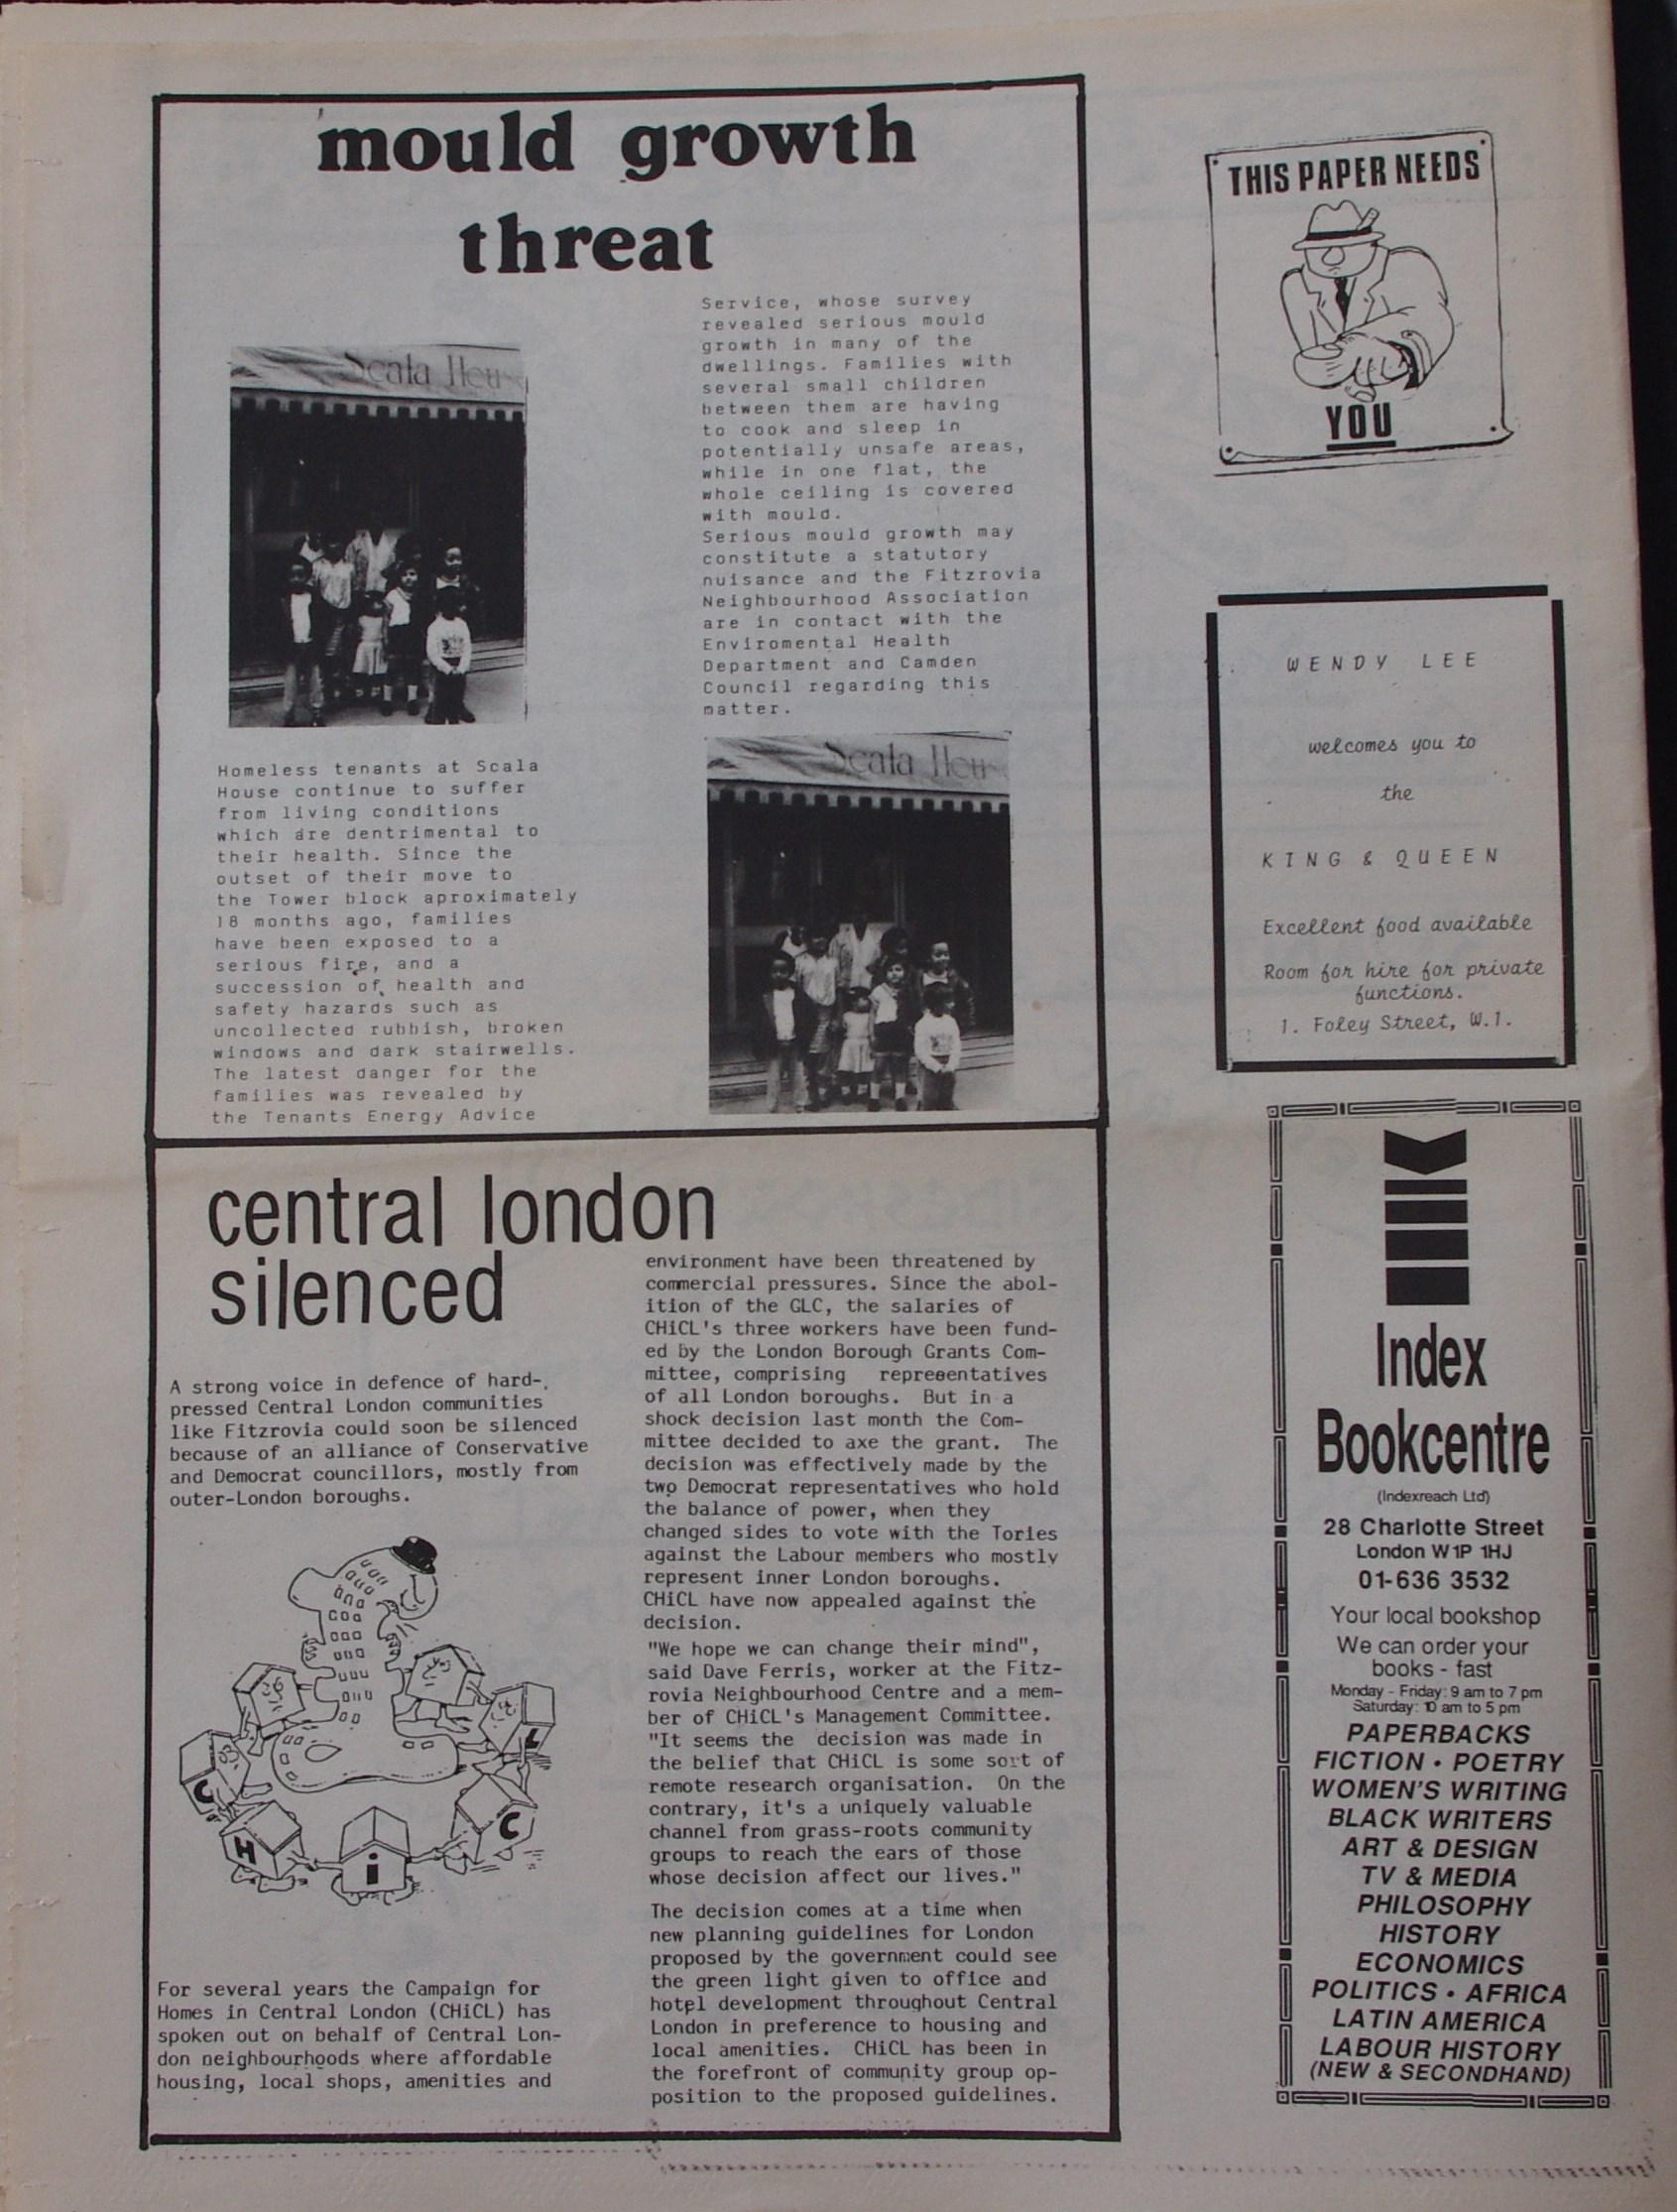 mould growth
threat
Scala Hou
Homeless tenants at Scala
House continue to suffer
from living conditions
which are dentrimental to
their health. Since the
outset of their move to
the Tower block aproximately
18 months ago, families
have been exposed to a
serious fire, and a
succession of health and
safety hazards such as
uncollected rubbish, broken
windows and dark stairwells.
The latest danger for the
families was revealed by
the Tenants Energy Advice
Service, whose survey
revealed serious mould
growth in many of the
dwellings. Families with
several small children
between them are having
to cook and sleep in
potentially unsafe areas,
while in one flat, the
whole ceiling is covered
with mould.
Serious mould growth may
constitute a statutory
nuisance and the Fitzrovia
Neighbourhood Association
are in contact with the
Enviromental Health
Department and Camden
Council regarding this
matter.
Scala Hou
central london
silenced
A strong voice in defence of hard-
pressed Central London communities
like Fitzrovia could soon be silenced
because of an alliance of Conservative
and Democrat councillors, mostly from
outer-London boroughs.
C
H
i
C
L
For several years the Campaign for
Homes in Central London (CHiCL) has
spoken out on behalf of Central Lon-
don neighbourhoods where affordable
housing, local shops, amenities and
environment have been threatened by
commercial pressures. Since the abol-
ition of the GLC, the salaries of
CHiCL's three workers have been fund-
ed by the London Borough Grants Com-
mittee, comprising representatives
of all London boroughs. But in a
shock decision last month the Com-
mittee decided to axe the grant. The
decision was effectively made by the
two Democrat representatives who hold
the balance of power, when they
changed sides to vote with the Tories
against the Labour members who mostly
represent inner London boroughs.
CHiCL have now appealed against the
decision.
"We hope we can change their mind",
said Dave Ferris, worker at the Fitz-
rovia Neighbourhood Centre and a mem-
ber of CHiCL's Management Committee.
"It seems the decision was made in
the belief that CHiCL is some sort of
remote research organisation. On the
contrary, it's a uniquely valuable
channel from grass-roots community
groups to reach the ears of those
whose decision affect our lives."
The decision comes at a time when
new planning guidelines for London
proposed by the government could see
the green light given to office and
hotel development throughout Central
London in preference to housing and
local amenities. CHiCL has been in
the forefront of community group op-
position to the proposed guidelines.
THIS PAPER NEEDS
YOU
WENDY LEE
welcomes you to
the
KING & QUEEN
Excellent food available
Room for hire for private
functions.
1. Foley Street, W.1.
Index
Bookcentre
(Indexreach Ltd)
28 Charlotte Street
London W1P 1HJ
01-636 3532
Your local bookshop
We can order your
books - fast
Monday - Friday: 9 am to 7 pm
Saturday: 10 am to 5 pm
PAPERBACKS
FICTION • POETRY
WOMEN'S WRITING
BLACK WRITERS
ART & DESIGN
TV & MEDIA
PHILOSOPHY
HISTORY
ECONOMICS
POLITICS • AFRICA
LATIN AMERICA
LABOUR HISTORY
(NEW & SECONDHAND)